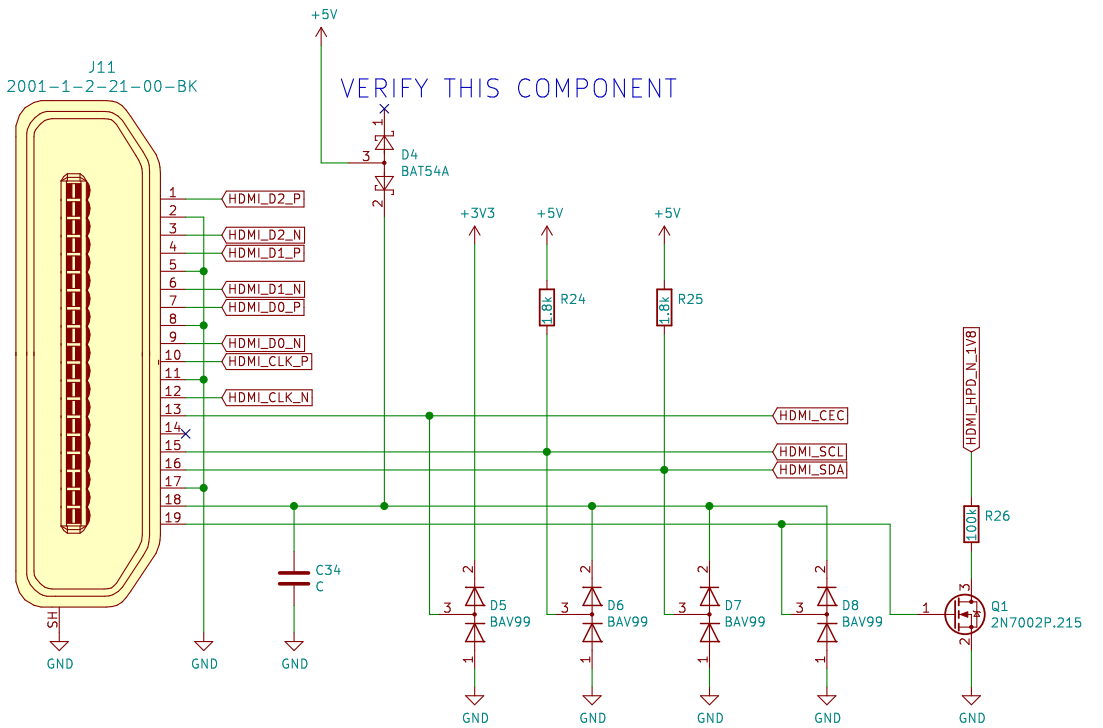 +5V
VERIFY THIS COMPONENT
J11
2001-1-2-21-00-BK
1
3
D4
BAT54A
2
1
HDMI_D2_P
2
3
HDMI_D2_N
4
HDMI_D1_P
5
6
HDMI_D1_N
7
HDMI_D0_P
8
9
HDMI_D0_N
10
HDMI_CLK_P
11
12
HDMI_CLK_N
13
HDMI_CEC
14
15
HDMI_SCL
16
HDMI_SDA
17
18
19
SH
GND
GND
+3V3
+5V
+5V
R24
1.8k
R25
1.8k
HDMI_HPD_N_1V8
R26
100k
C34
C
GND
2
3
D5
BAV99
1
GND
2
3
D6
BAV99
1
GND
2
3
D7
BAV99
1
GND
2
3
D8
BAV99
1
GND
3
1
Q1
2N7002P.215
2
GND